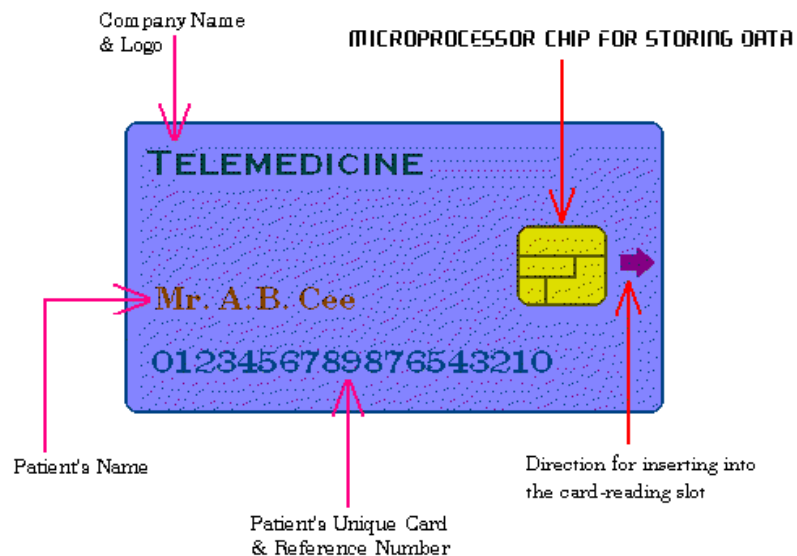 Company Name
& Logo
MICROPROCESSOR CHIP FOR STORING DATA
TELEMEDICINE
Mr. A.B. Cee
0123456789876543210
Patient's Name
Direction for inserting into
the card-reading slot
Patient's Unique Card
& Reference Number